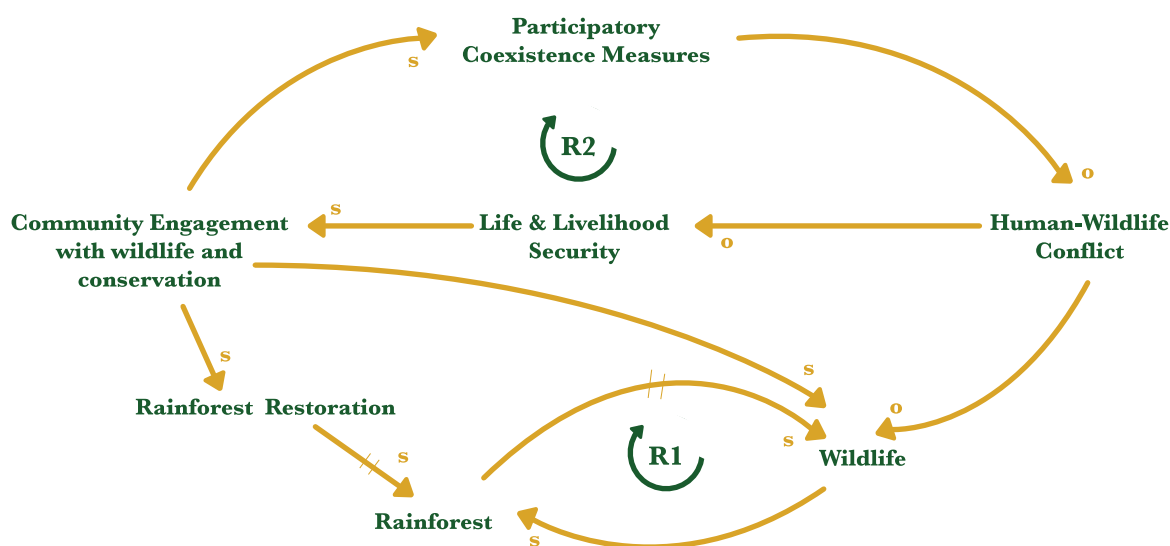 Participatory
Coexistence Measures
s
R2
o
Community Engagement
with wildlife and
conservation
s
Life & Livelihood
Security
o
Human-Wildlife
Conflict
s
s
Rainforest Restoration
o
s
s
R1
Wildlife
Rainforest
s